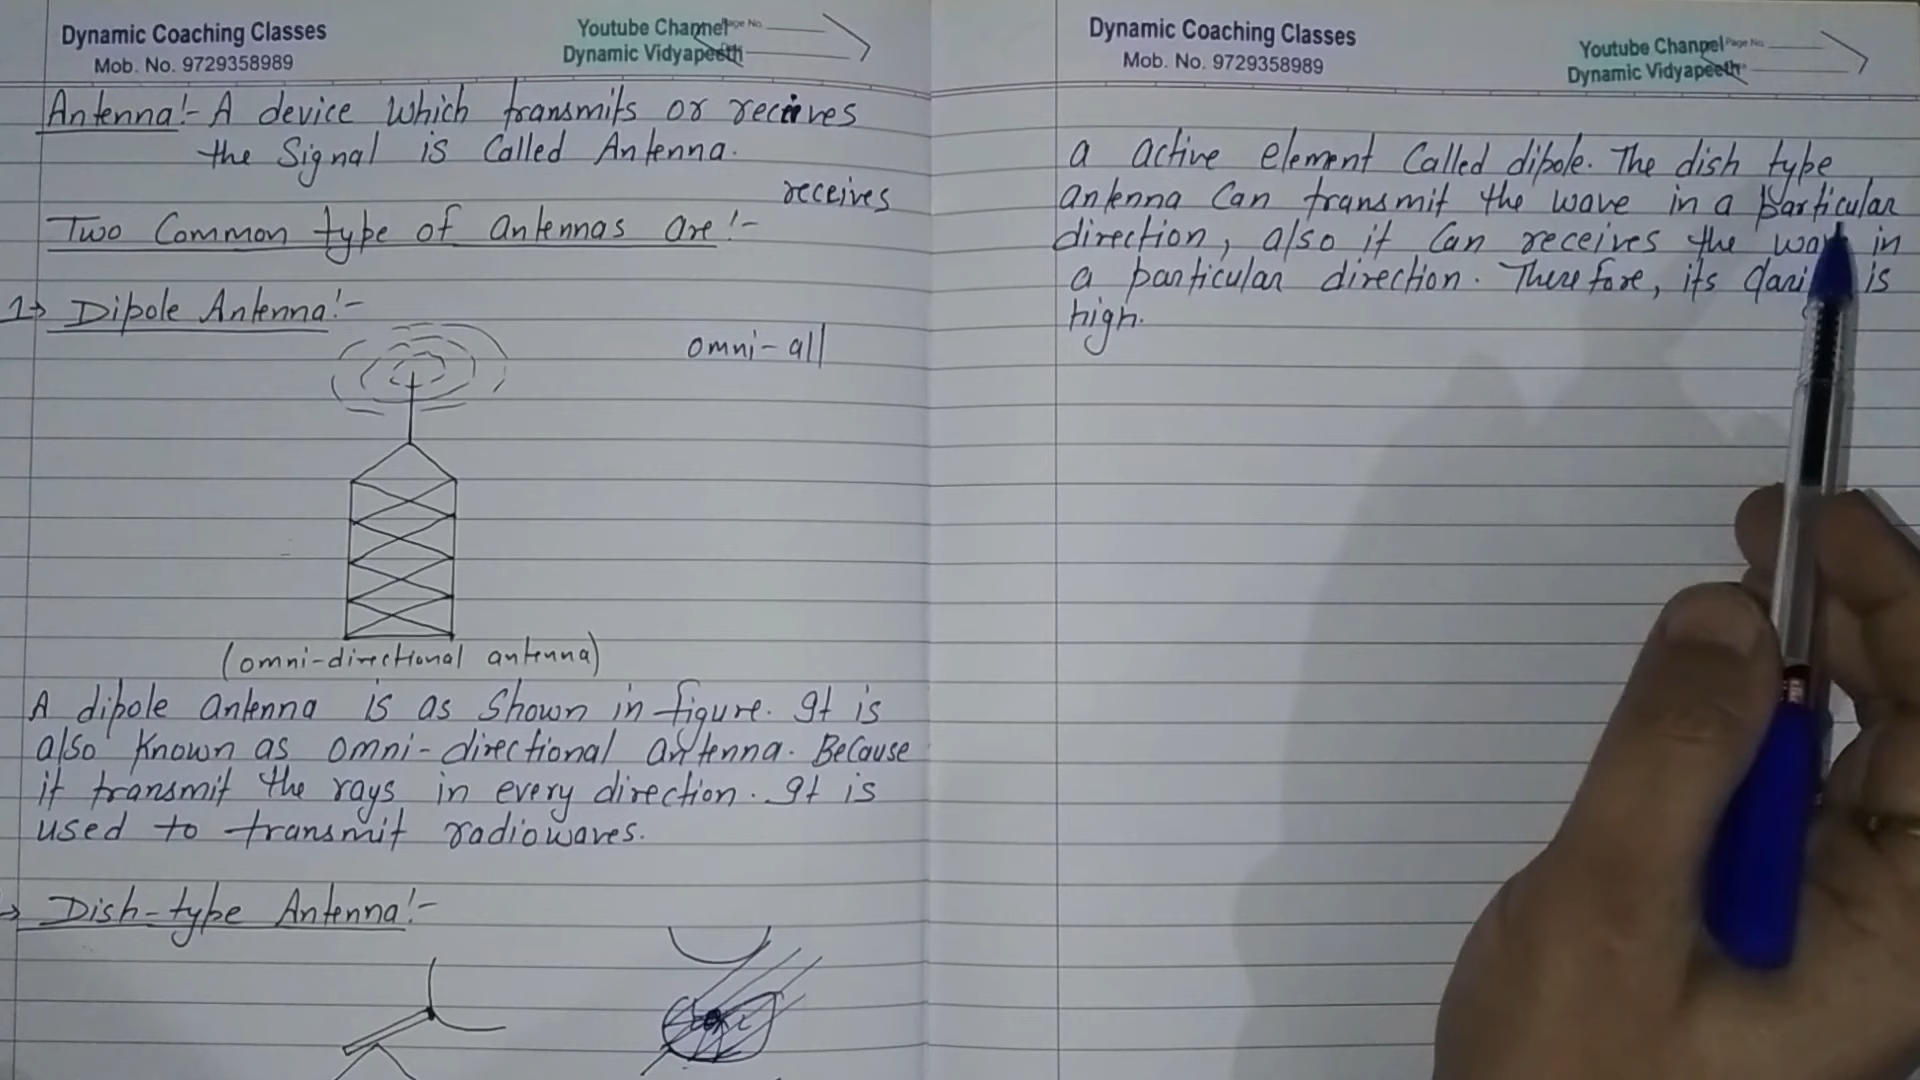 Dynamic Coaching Classes
Mob. No. 9729358989
Youtube Channel
Dynamic Vidyapeeth
Page No.
Antenna!- A device which transmits or receives
the Signal is Called Antenna.
receives
Two Common type of antennas are!-
1→ Dipole Antenna!-
omni-all
(omni-directional antenna)
A dipole antenna is as Shown in figure. It is
also Known as omni-directional antenna. Because
it transmit the rays in every direction. It is
used to transmit radiowaves.
→ Dish-type Antenna!-
Dynamic Coaching Classes
Mob. No. 9729358989
Youtube Channel
Dynamic Vidyapeeth
Page No.
a active element Called dipole. The dish type
antenna Can transmit the wave in a particular
direction, also it Can receives the in
a particular direction. Therefore, its is
high.